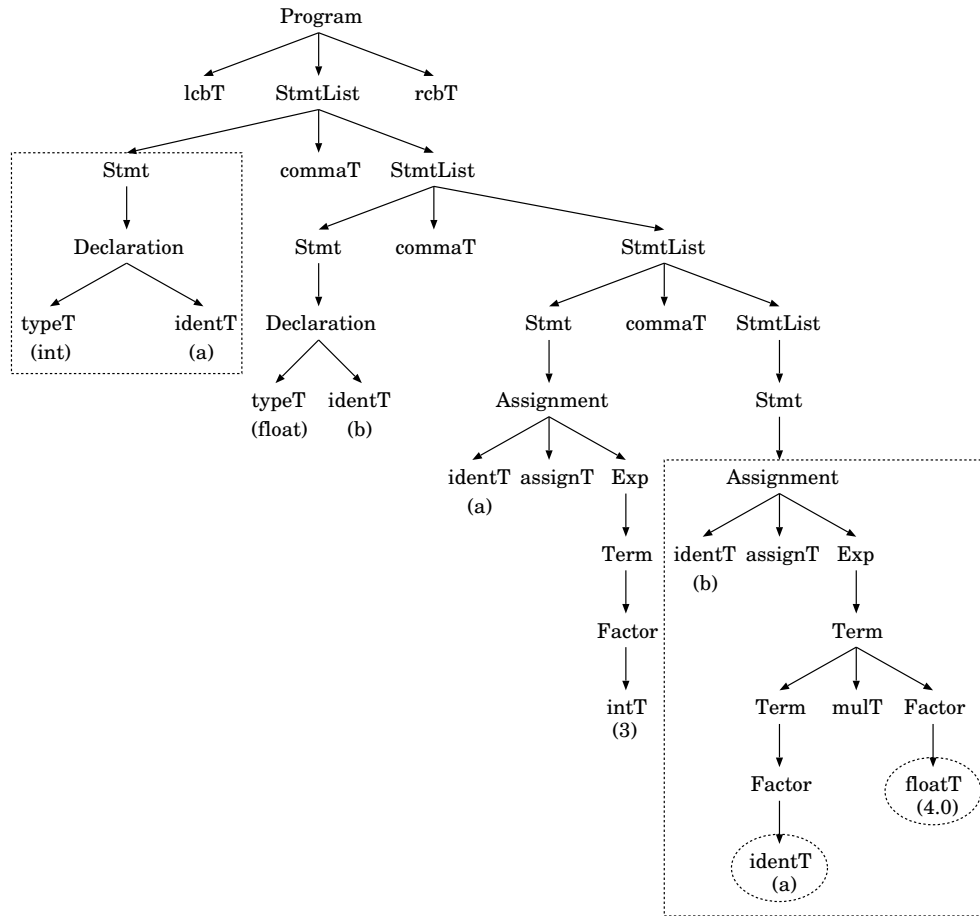 Program
lcbT StmtList rcbT
Stmt commaT StmtList
Declaration Stmt commaT StmtList
typeT identT Declaration Stmt commaT StmtList
(int) (a)
typeT identT Assignment Stmt
(float) (b)
identT assignT Exp Assignment
(a)
Term identT assignT Exp
(b)
Factor Term
intT Term mulT Factor
(3)
Factor floatT
(4.0)
identT
(a)